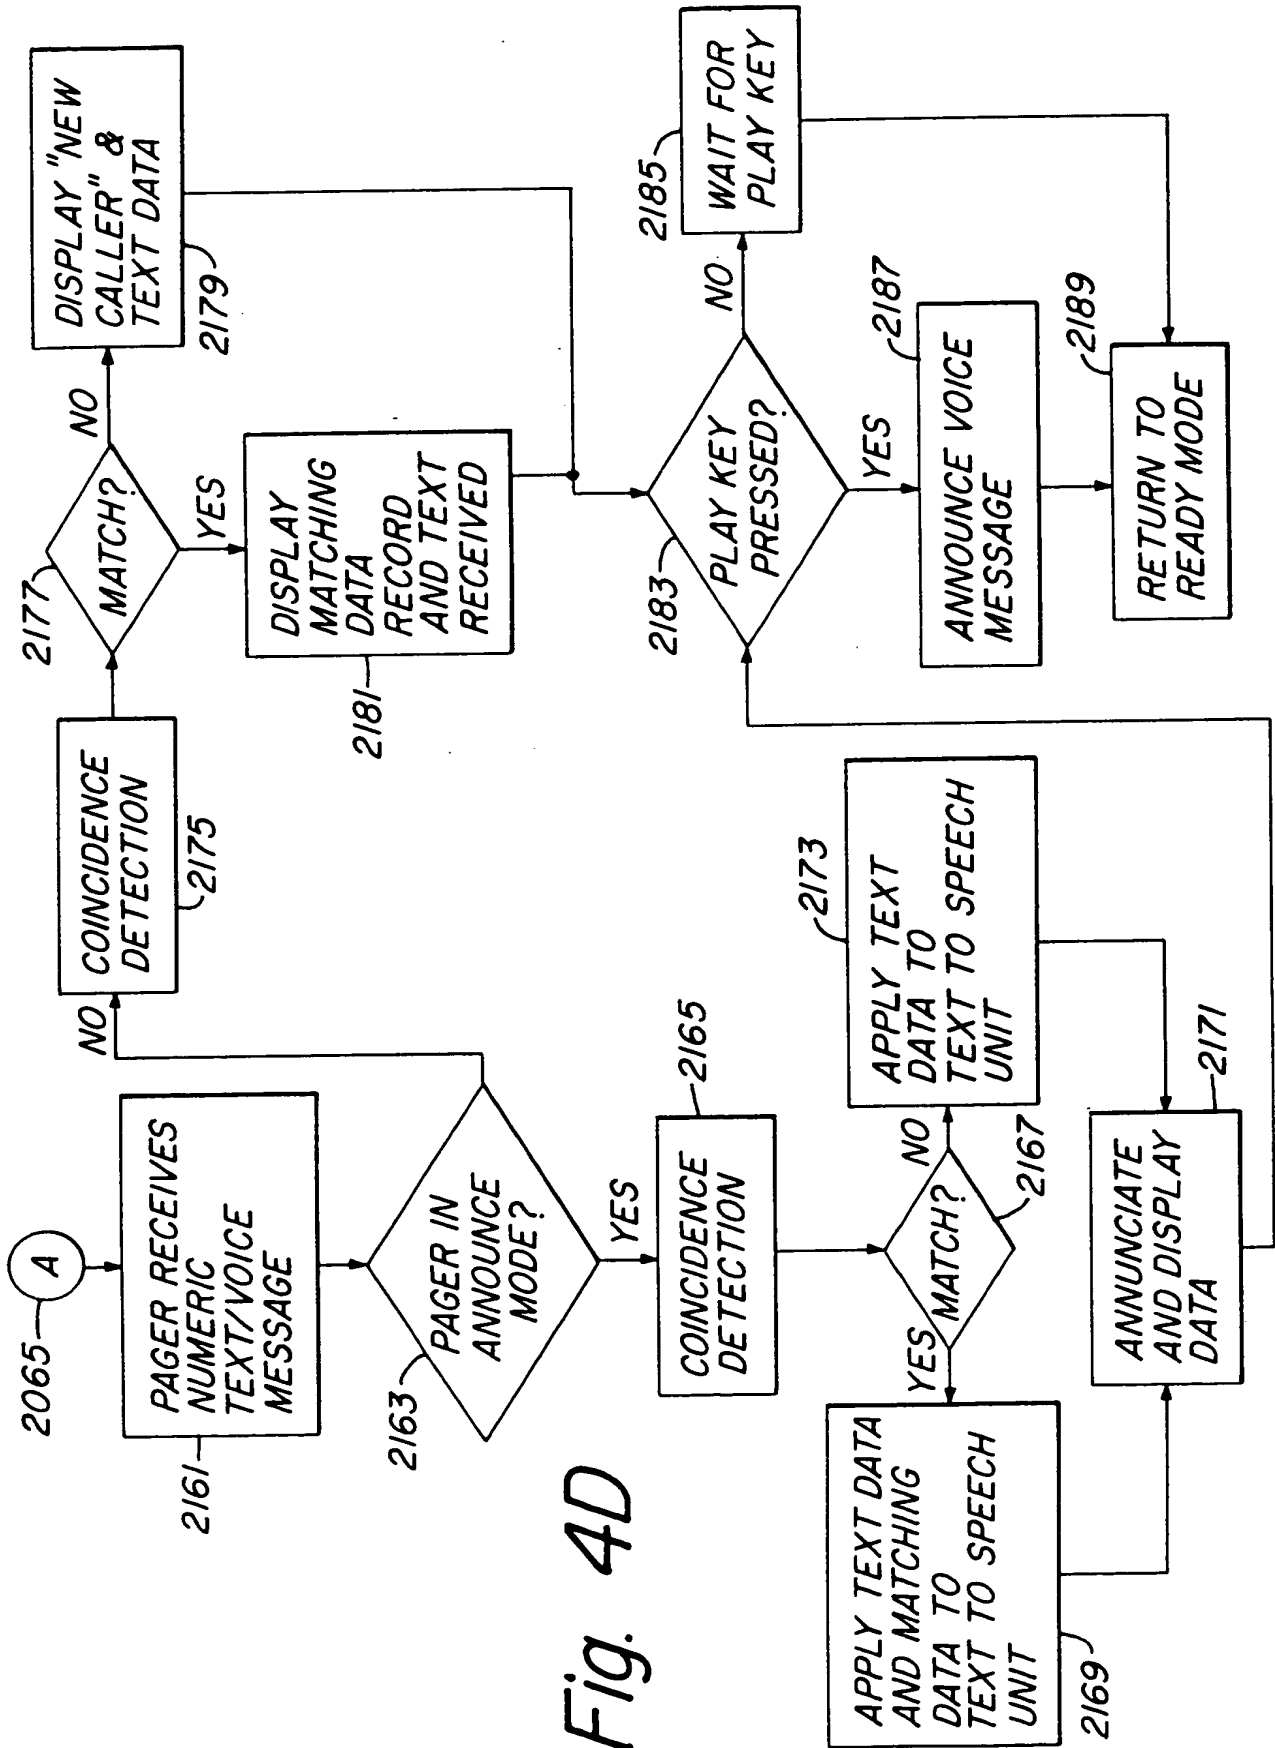 2065
A
2161
PAGER RECEIVES
NUMERIC
TEXT/VOICE
MESSAGE
2163
PAGER IN
ANNOUNCE
MODE?
NO
YES
COINCIDENCE
DETECTION
2165
MATCH?
2167
YES
NO
APPLY TEXT DATA
AND MATCHING
DATA TO
TEXT TO SPEECH
UNIT
2169
APPLY TEXT
DATA TO
TEXT TO SPEECH
UNIT
2173
ANNUNCIATE
AND DISPLAY
DATA
2171
COINCIDENCE
DETECTION
2175
2177
MATCH?
NO
YES
DISPLAY "NEW
CALLER" &
TEXT DATA
2179
DISPLAY
MATCHING
DATA
RECORD
AND TEXT
RECEIVED
2181
2183
PLAY KEY
PRESSED?
NO
YES
2185
WAIT FOR
PLAY KEY
2187
ANNOUNCE VOICE
MESSAGE
2189
RETURN TO
READY MODE
Fig. 4D